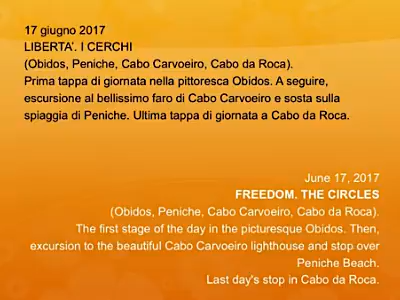 17 giugno 2017
LIBERTA'. I CERCHI
(Obidos, Peniche, Cabo Carvoeiro, Cabo da Roca).
Prima tappa di giornata nella pittoresca Obidos. A seguire,
escursione al bellissimo faro di Cabo Carvoeiro e sosta sulla
spiaggia di Peniche. Ultima tappa di giornata a Cabo da Roca.
June 17, 2017
FREEDOM. THE CIRCLES
(Obidos, Peniche, Cabo Carvoeiro, Cabo da Roca).
The first stage of the day in the picturesque Obidos. Then,
excursion to the beautiful Cabo Carvoeiro lighthouse and stop over
Peniche Beach.
Last day's stop in Cabo da Roca.